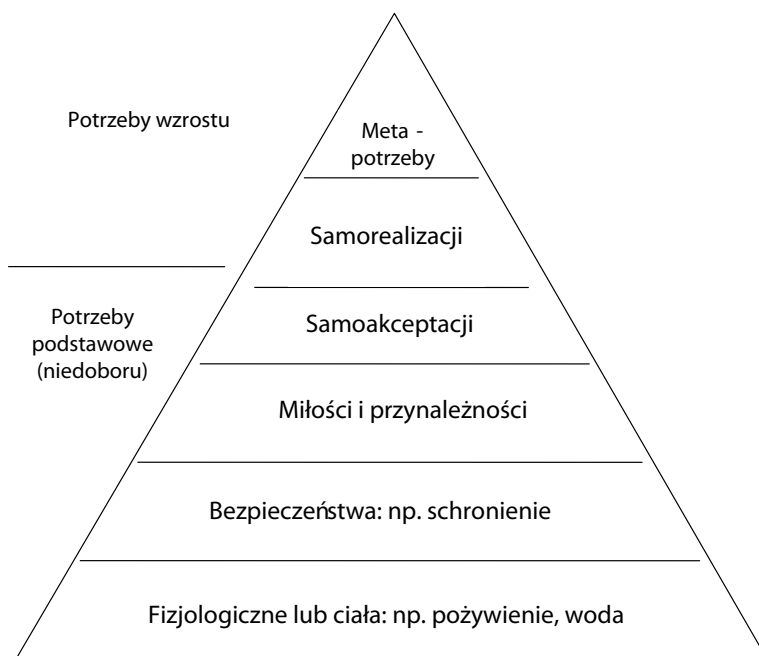 Potrzeby wzrostu
Meta -
potrzeby
Samorealizacji
Potrzeby
podstawowe
(niedoboru)
Samoakceptacji
Miłości i przynależności
Bezpieczeństwa: np. schronienie
Fizjologiczne lub ciała: np. pożywienie, woda